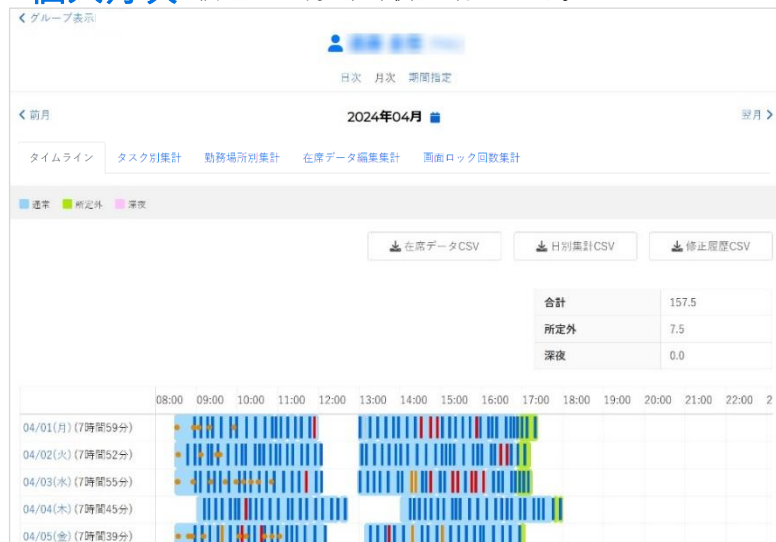 グループ表示
日次 月次 期間指定
前月 2024年04月 翌月
タイムライン タスク別集計 勤務場所別集計 在席データ編集集計 画面ロック回数集計
通常 所定外 深夜
在席データCSV 日別集計CSV 修正履歴CSV
合計 157.5
所定外 7.5
深夜 0.0
08:00 09:00 10:00 11:00 12:00 13:00 14:00 15:00 16:00 17:00 18:00 19:00 20:00 21:00 22:00 2
04/01(月)(7時間59分)
04/02(火)(7時間52分)
04/03(水)(7時間55分)
04/04(木)(7時間45分)
04/05(金)(7時間39分)